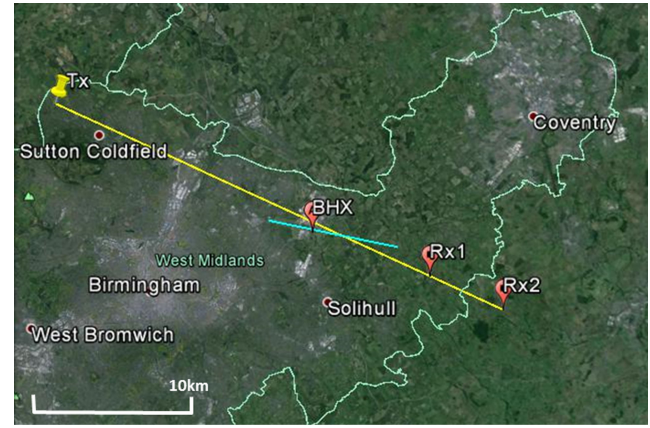 Tx
Coventry
Sutton Coldfield
BHX
Rx1
West Midlands
Birmingham
Rx2
Solihull
West Bromwich
10km